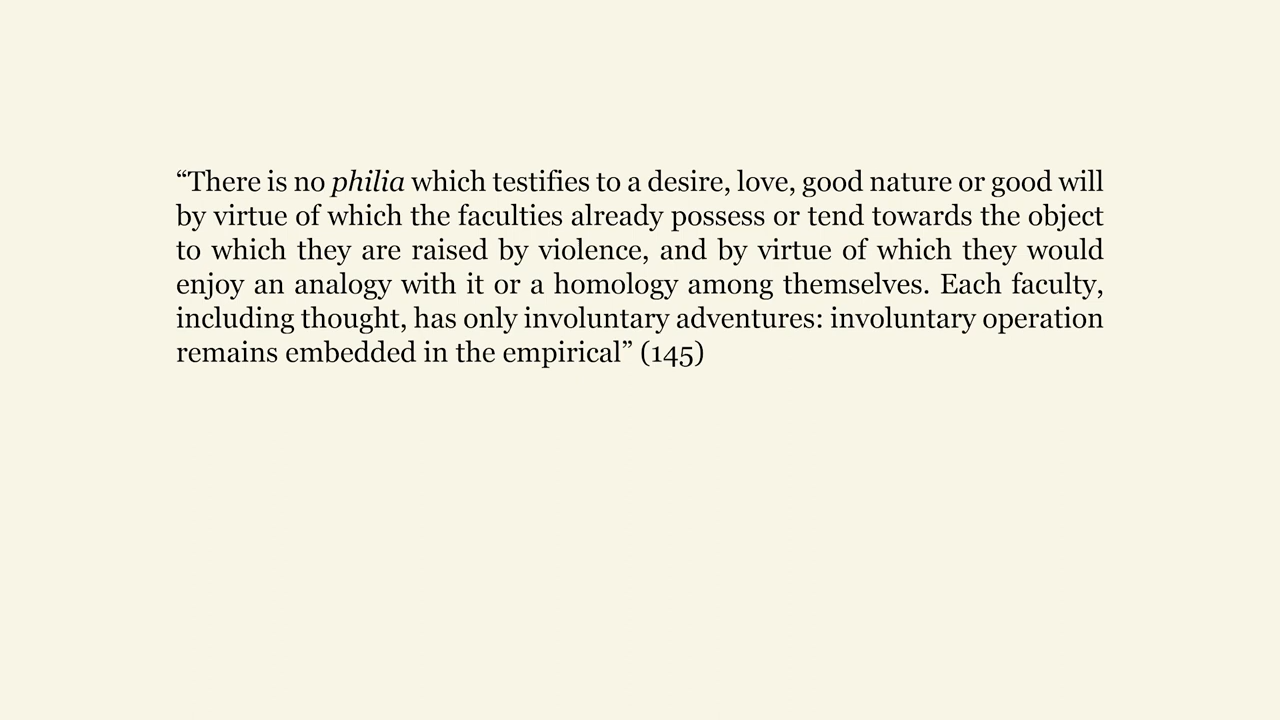 “There is no philia which testifies to a desire, love, good nature or good will
by virtue of which the faculties already possess or tend towards the object
to which they are raised by violence, and by virtue of which they would
enjoy an analogy with it or a homology among themselves. Each faculty,
including thought, has only involuntary adventures: involuntary operation
remains embedded in the empirical” (145)